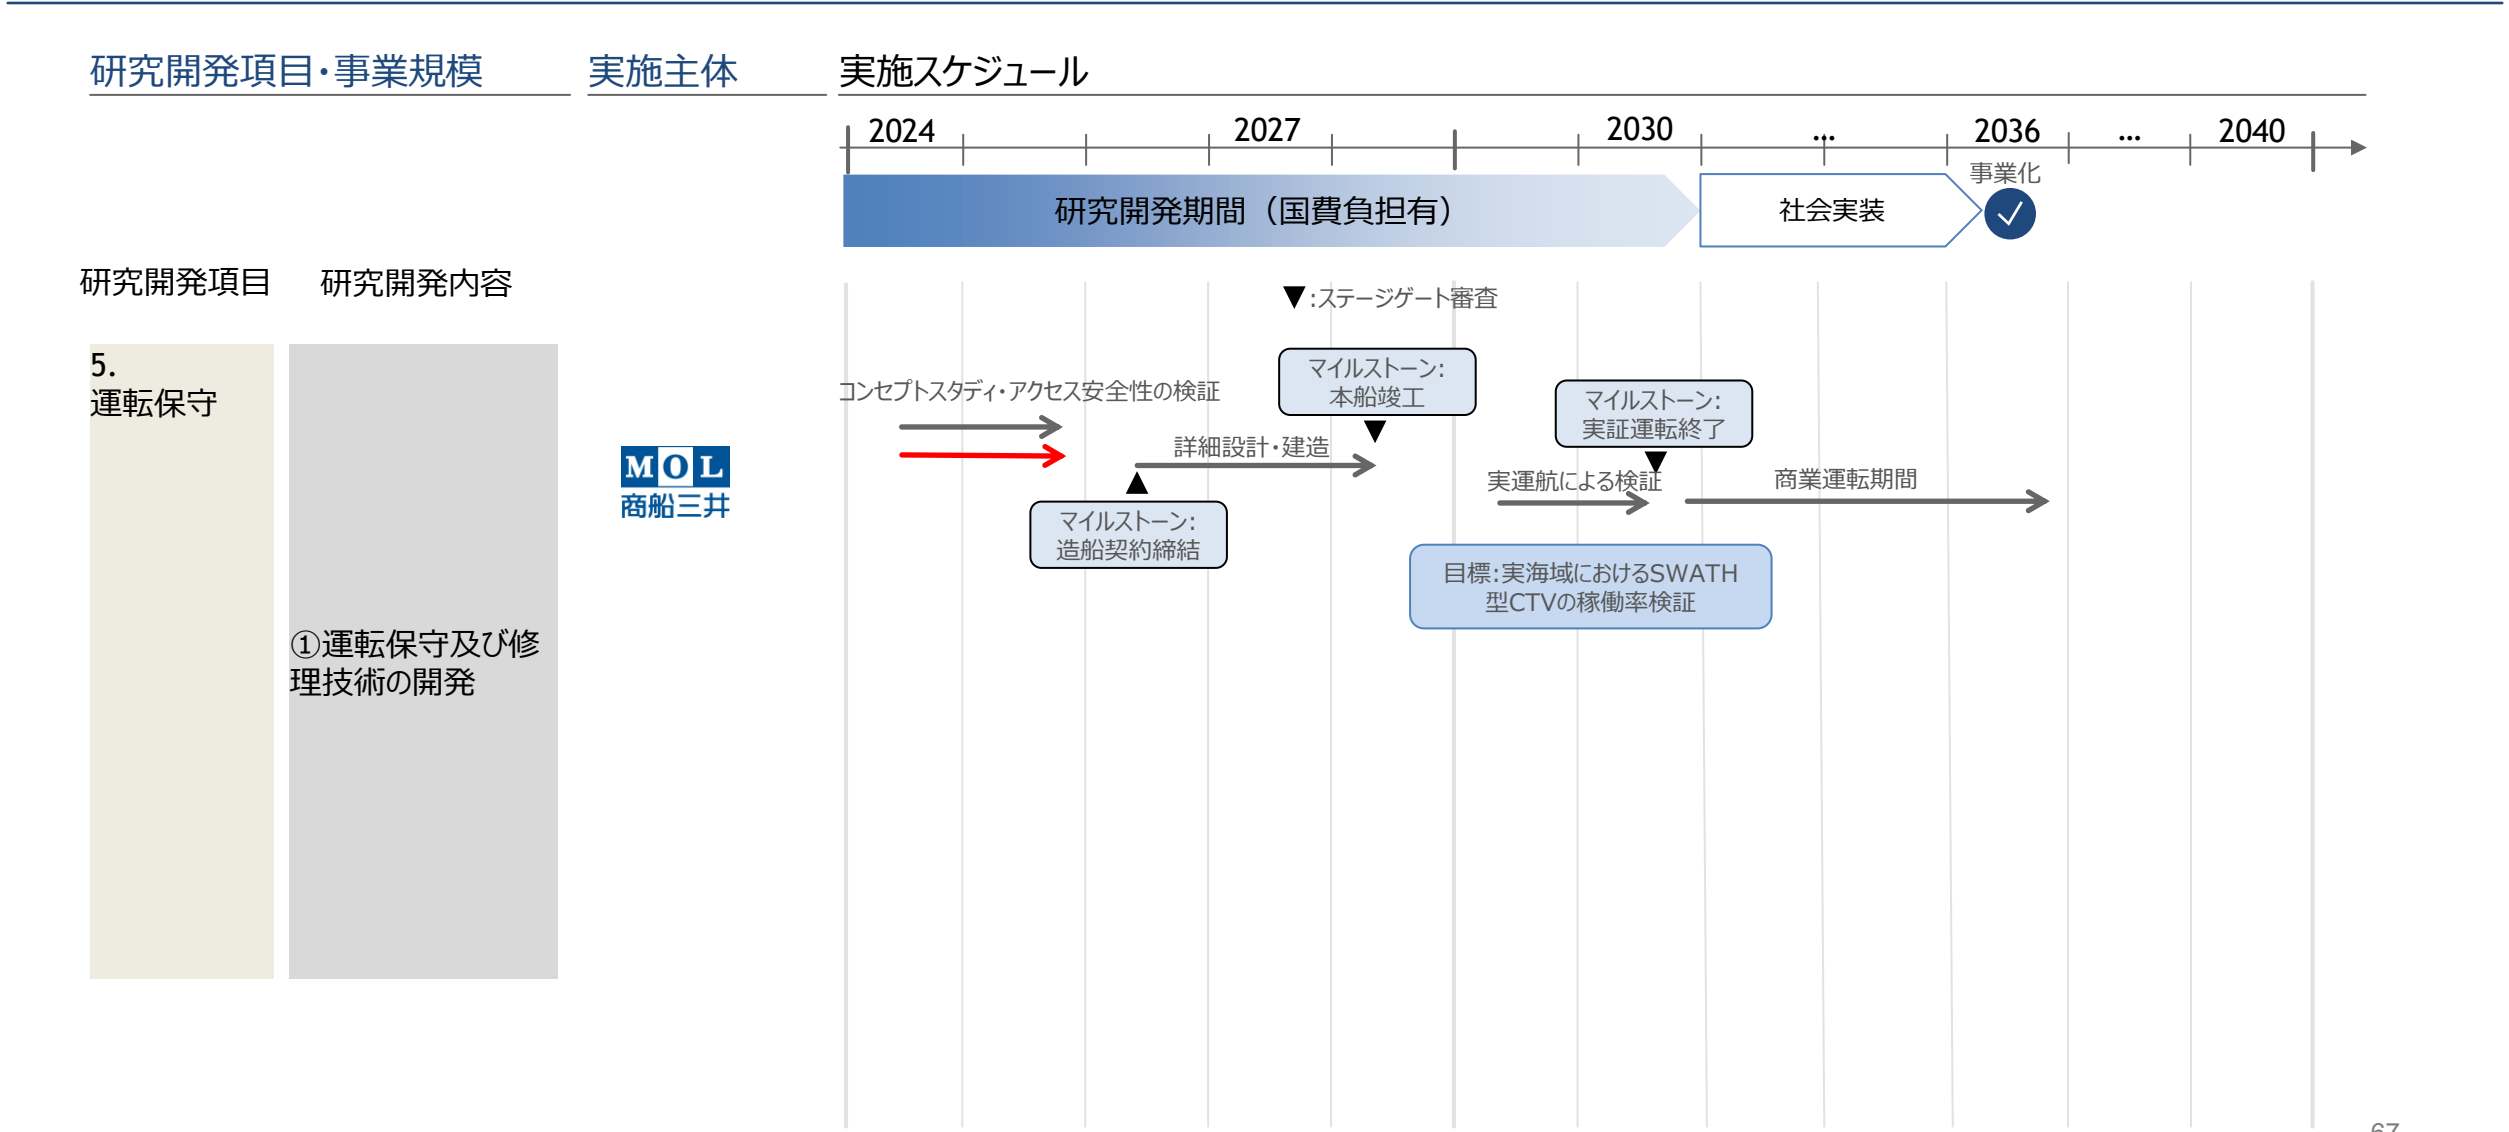 研究開発項目・事業規模
実施主体
実施スケジュール
2024
2027
2030
...
2036
...
2040
事業化
研究開発期間（国費負担有）
社会実装
研究開発項目
研究開発内容
▼:ステージゲート審査
5.
運転保守
①運転保守及び修
理技術の開発
MOL
商船三井
コンセプトスタディ・アクセス安全性の検証
マイルストーン:
本船竣工
詳細設計・建造
マイルストーン:
造船契約締結
マイルストーン:
実証運転終了
実運航による検証
商業運転期間
目標:実海域におけるSWATH
型CTVの稼働率検証
67